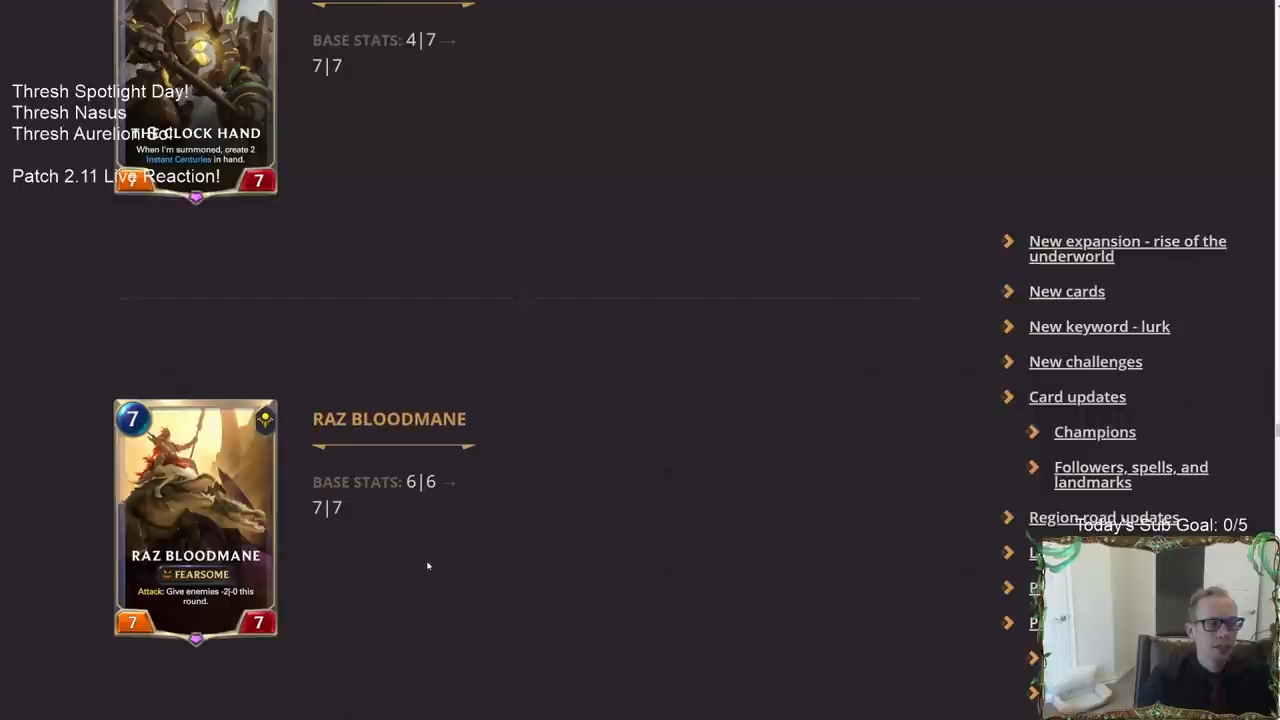 BASE STATS: 4|7 →
7|7
Thresh Spotlight Day!
Thresh Nasus
Thresh Aurelion Sol
THE CLOCK HAND
When I'm summoned, create 2
Instant Centuries in hand.
Patch 2.11 Live Reaction!
7
7
New expansion - rise of the
underworld
New cards
New keyword - lurk
New challenges
Card updates
Champions
Followers, spells, and
landmarks
Region road updates
Today's Sub Goal: 0/5
7
RAZ BLOODMANE
BASE STATS: 6|6 →
7|7
RAZ BLOODMANE
FEARSOME
Attack: Give enemies -2|-0 this
round.
7
7